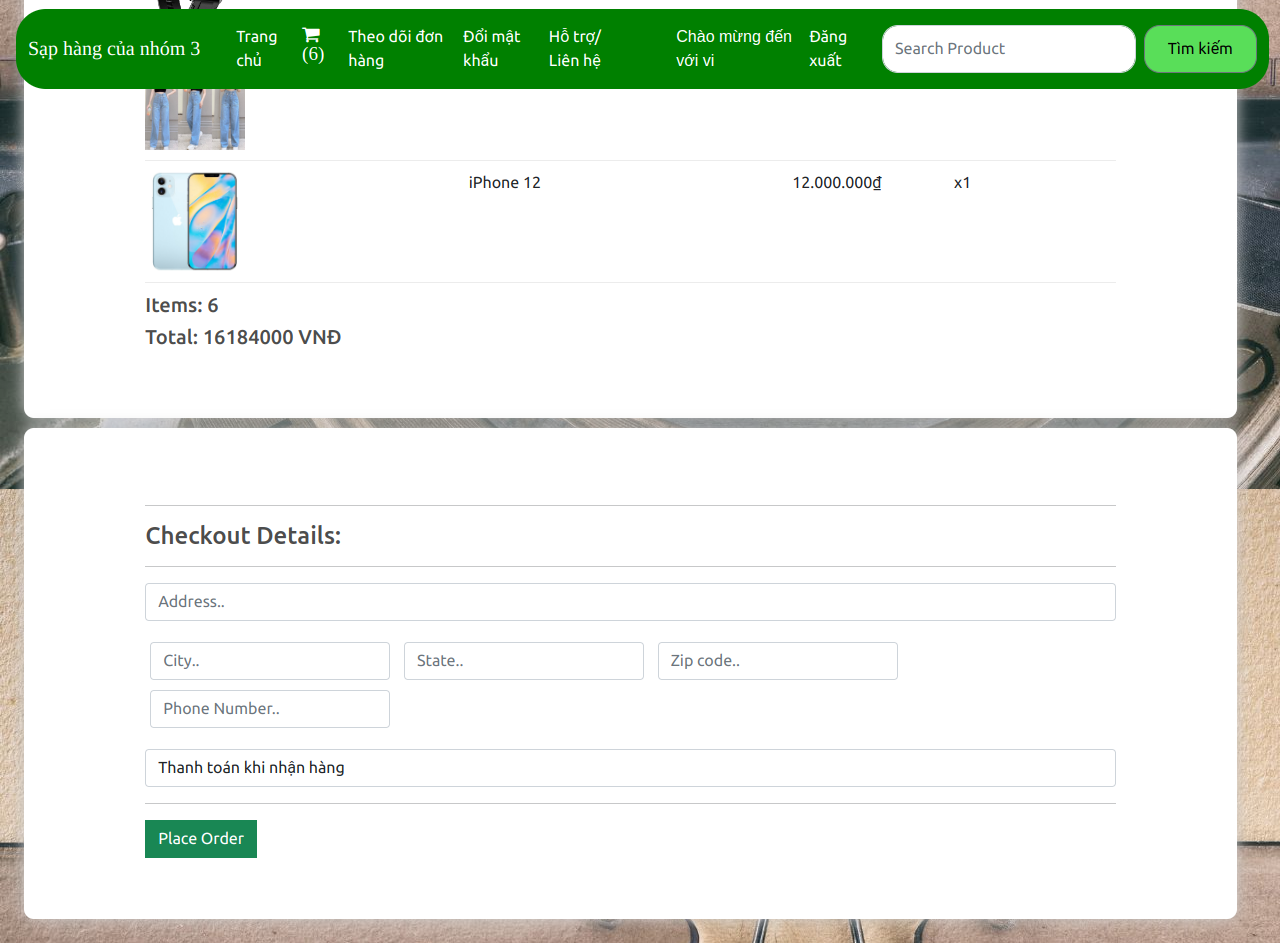 Sạp hàng của nhóm 3
Trang chủ
(6)
Theo dõi đơn hàng
Đổi mật khẩu
Hỗ trợ/ Liên hệ
Chào mừng đến với vi
Đăng xuất
Search Product
Tìm kiếm
iPhone 12 12.000.000₫ x1
Items: 6
Total: 16184000 VNĐ
Checkout Details:
Address..
City.. State.. Zip code..
Phone Number..
Thanh toán khi nhận hàng
Place Order